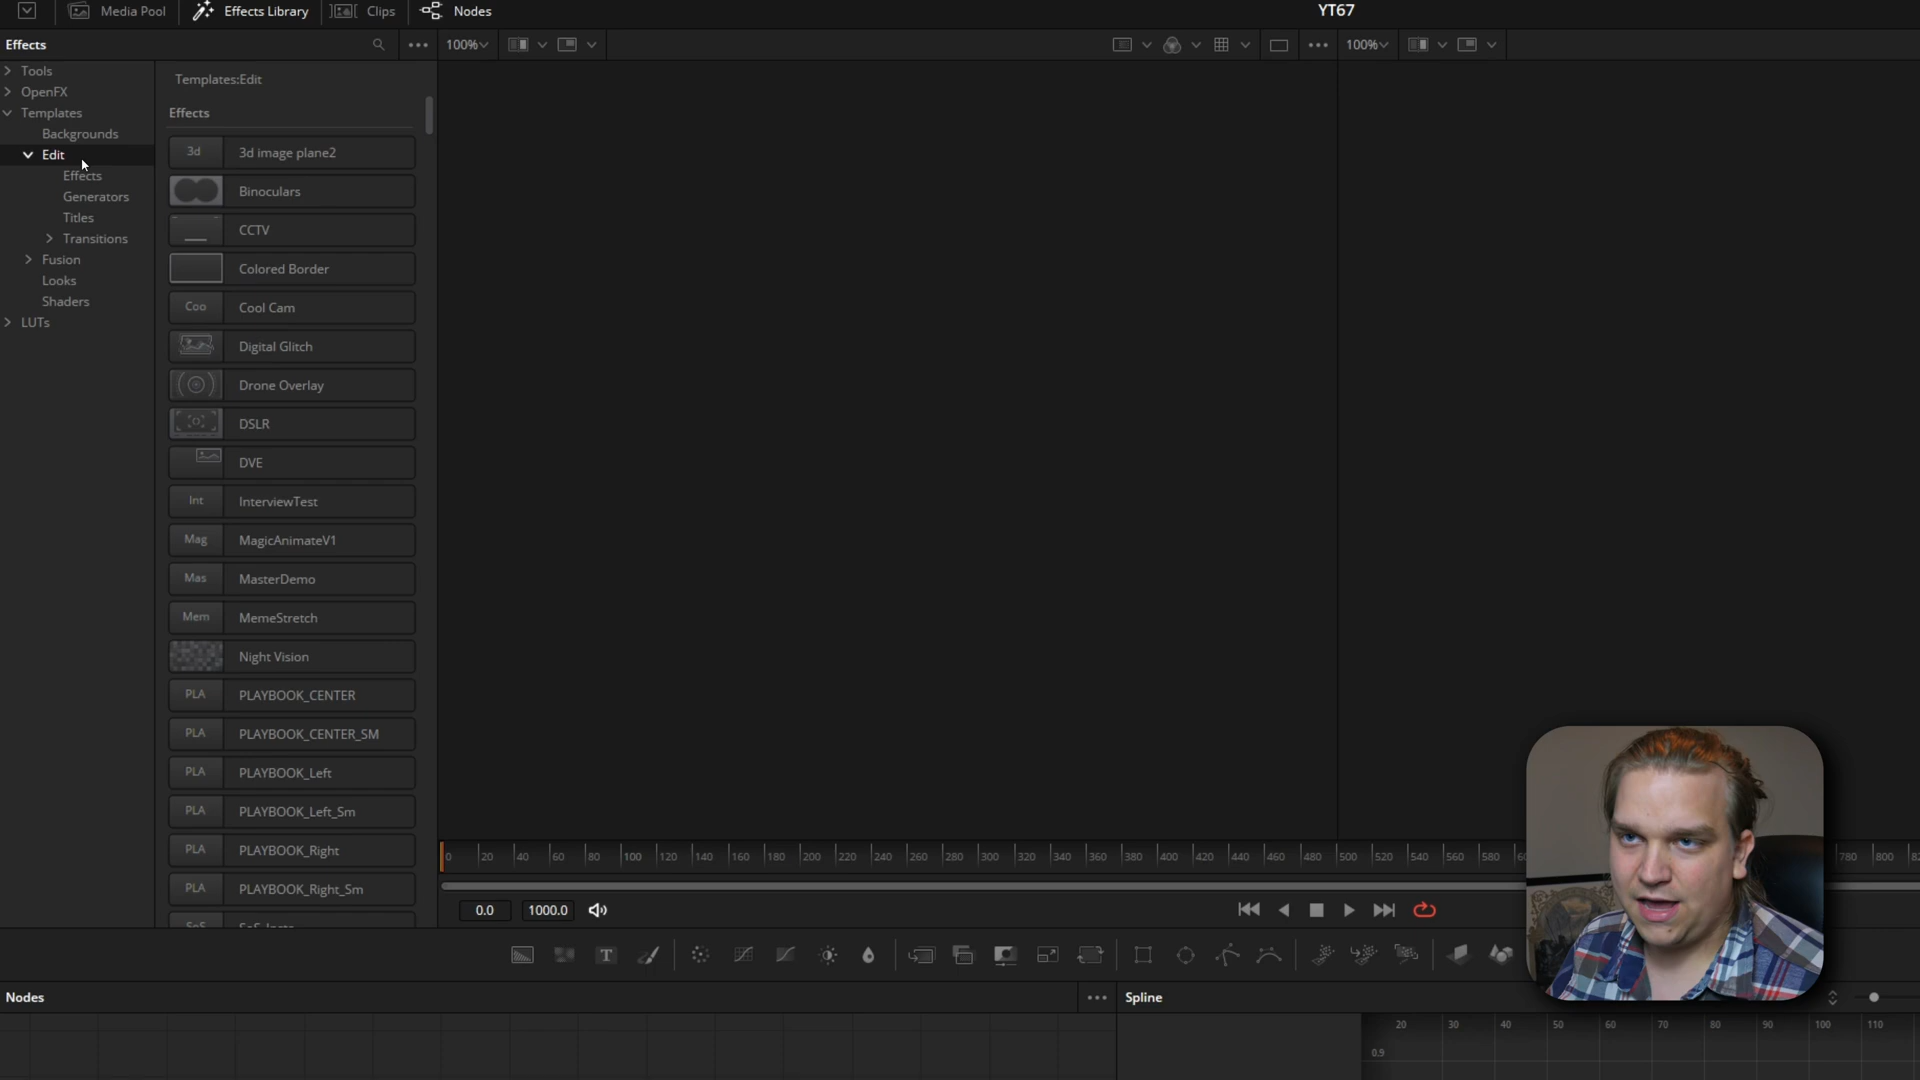 Media Pool Effects Library Clips Nodes YT67
Effects 100% 100%
Tools
OpenFX
Templates
Backgrounds
Edit
Effects
Generators
Titles
Transitions
Fusion
Looks
Shaders
LUTs
Templates:Edit
Effects
3d 3d image plane2
Binoculars
CCTV
Colored Border
Coo Cool Cam
Digital Glitch
Drone Overlay
DSLR
DVE
Int InterviewTest
Mag MagicAnimateV1
Mas MasterDemo
Mem MemeStretch
Night Vision
PLA PLAYBOOK_CENTER
PLA PLAYBOOK_CENTER_SM
PLA PLAYBOOK_Left
PLA PLAYBOOK_Left_Sm
PLA PLAYBOOK_Right
PLA PLAYBOOK_Right_Sm
0 20 40 60 80 100 120 140 160 180 200 220 240 260 280 300 320 340 360 380 400 420 440 460 480 500 520 540 560 580 780 800
0.0 1000.0
T
Nodes Spline
20 30 40 50 60 70 80 90 100 110
0.9